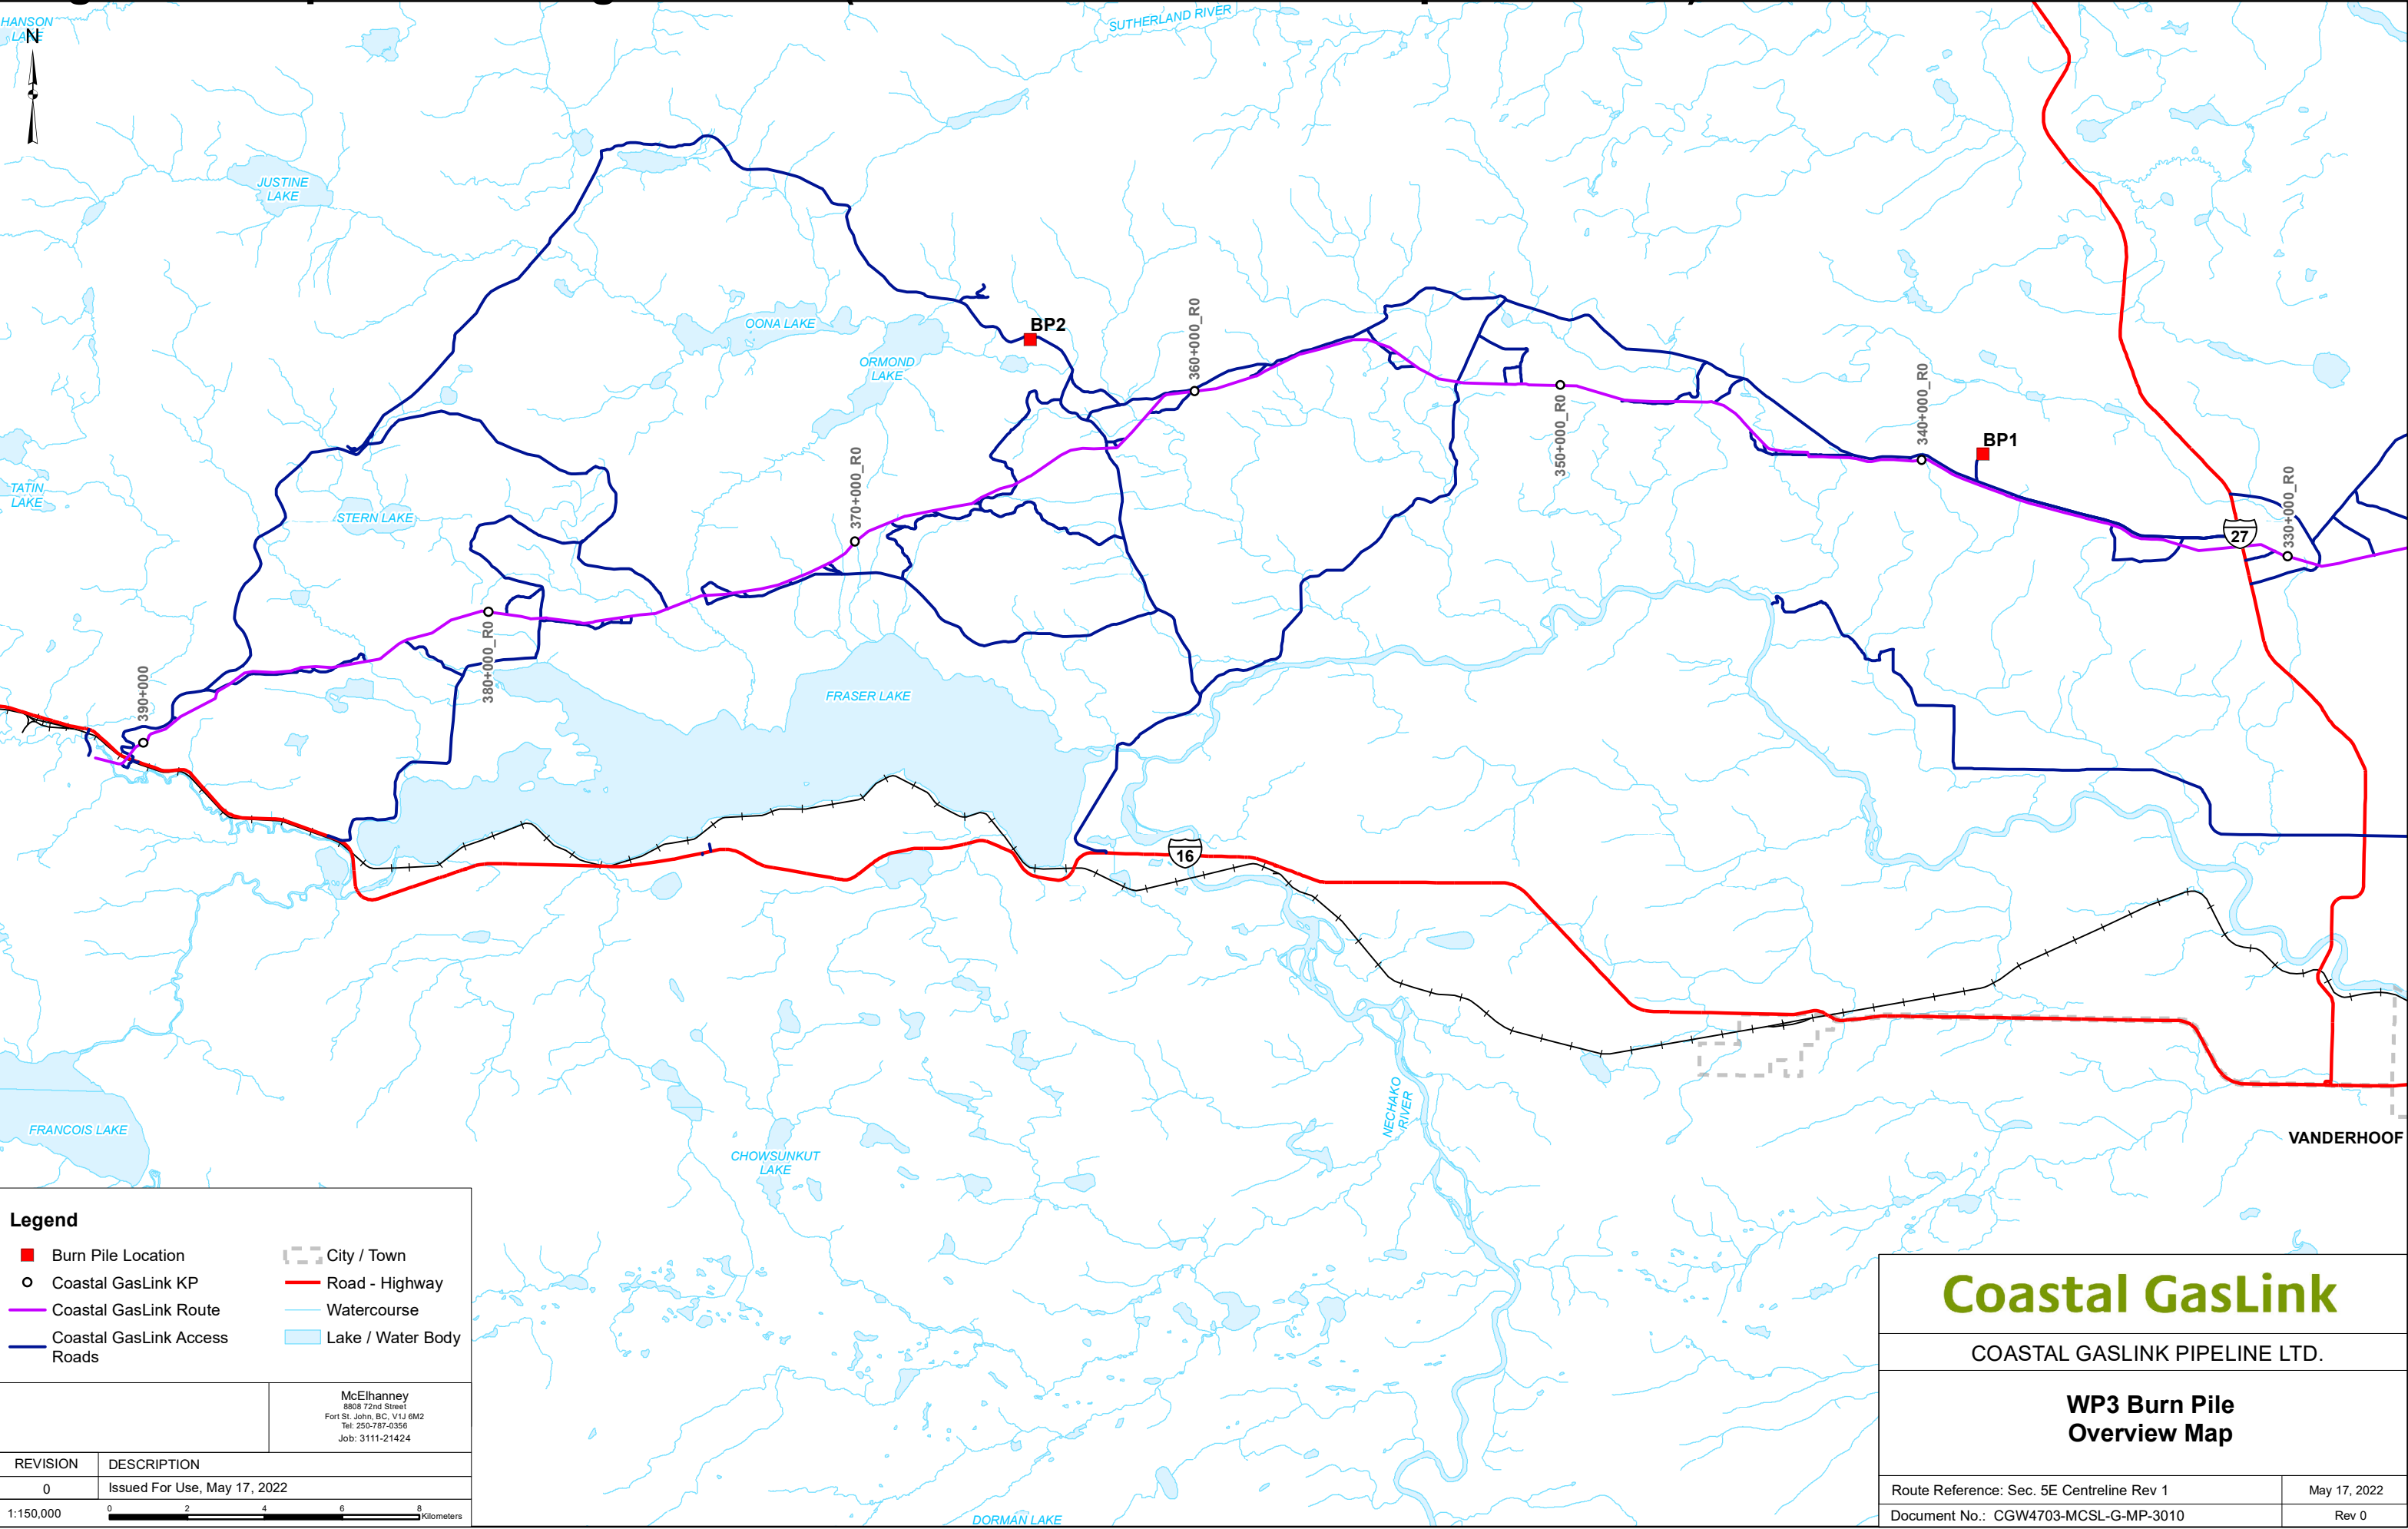 HANSON
LAKE
N
SUTHERLAND RIVER
JUSTINE
LAKE
OONA LAKE
ORMOND
LAKE
BP2
360+000_R0
350+000_R0
340+000_R0
BP1
330+000_R0
27
TATIN
LAKE
STERN LAKE
370+000_R0
380+000_R0
390+000
FRASER LAKE
16
NECHAKO
RIVER
VANDERHOOF
FRANCOIS LAKE
CHOWSUNKUT
LAKE
DORMAN LAKE
Legend
Burn Pile Location
Coastal GasLink KP
Coastal GasLink Route
Coastal GasLink Access
Roads
City / Town
Road - Highway
Watercourse
Lake / Water Body
McElhanney
8808 72nd Street
Fort St. John, BC, V1J 6M2
Tel: 250-787-0356
Job: 3111-21424
REVISION DESCRIPTION
0 Issued For Use, May 17, 2022
1:150,000 0 2 4 6 8 Kilometers
Coastal GasLink
COASTAL GASLINK PIPELINE LTD.
WP3 Burn Pile
Overview Map
Route Reference: Sec. 5E Centreline Rev 1 May 17, 2022
Document No.: CGW4703-MCSL-G-MP-3010 Rev 0